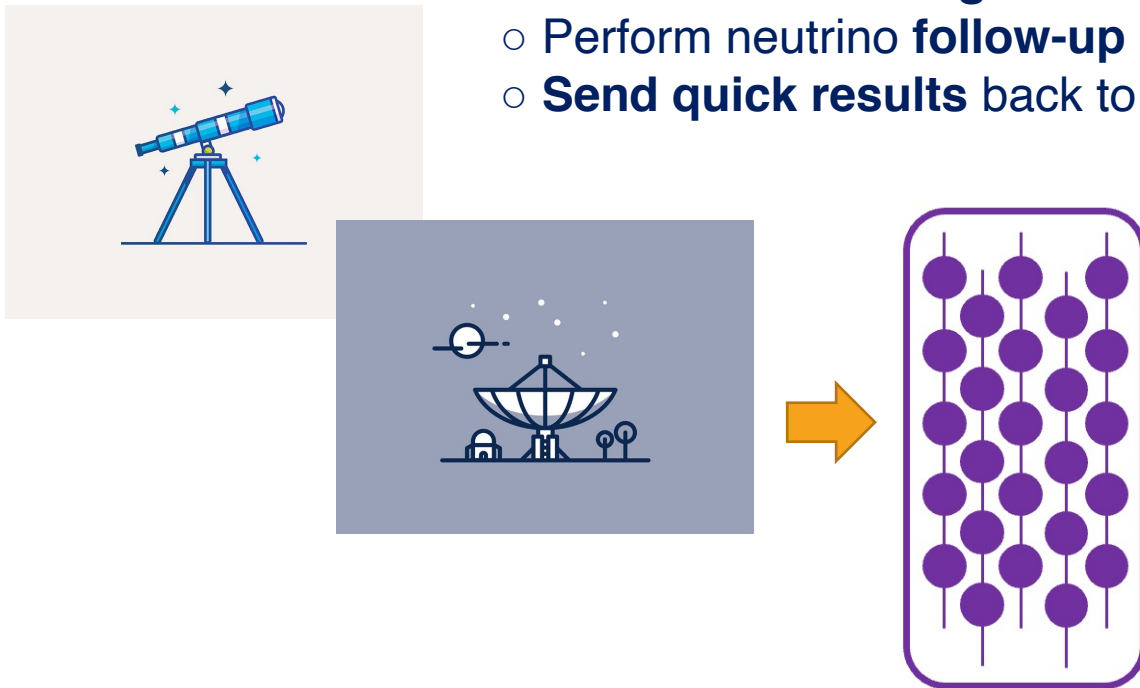 ○ Perform neutrino follow-up
○ Send quick results back to